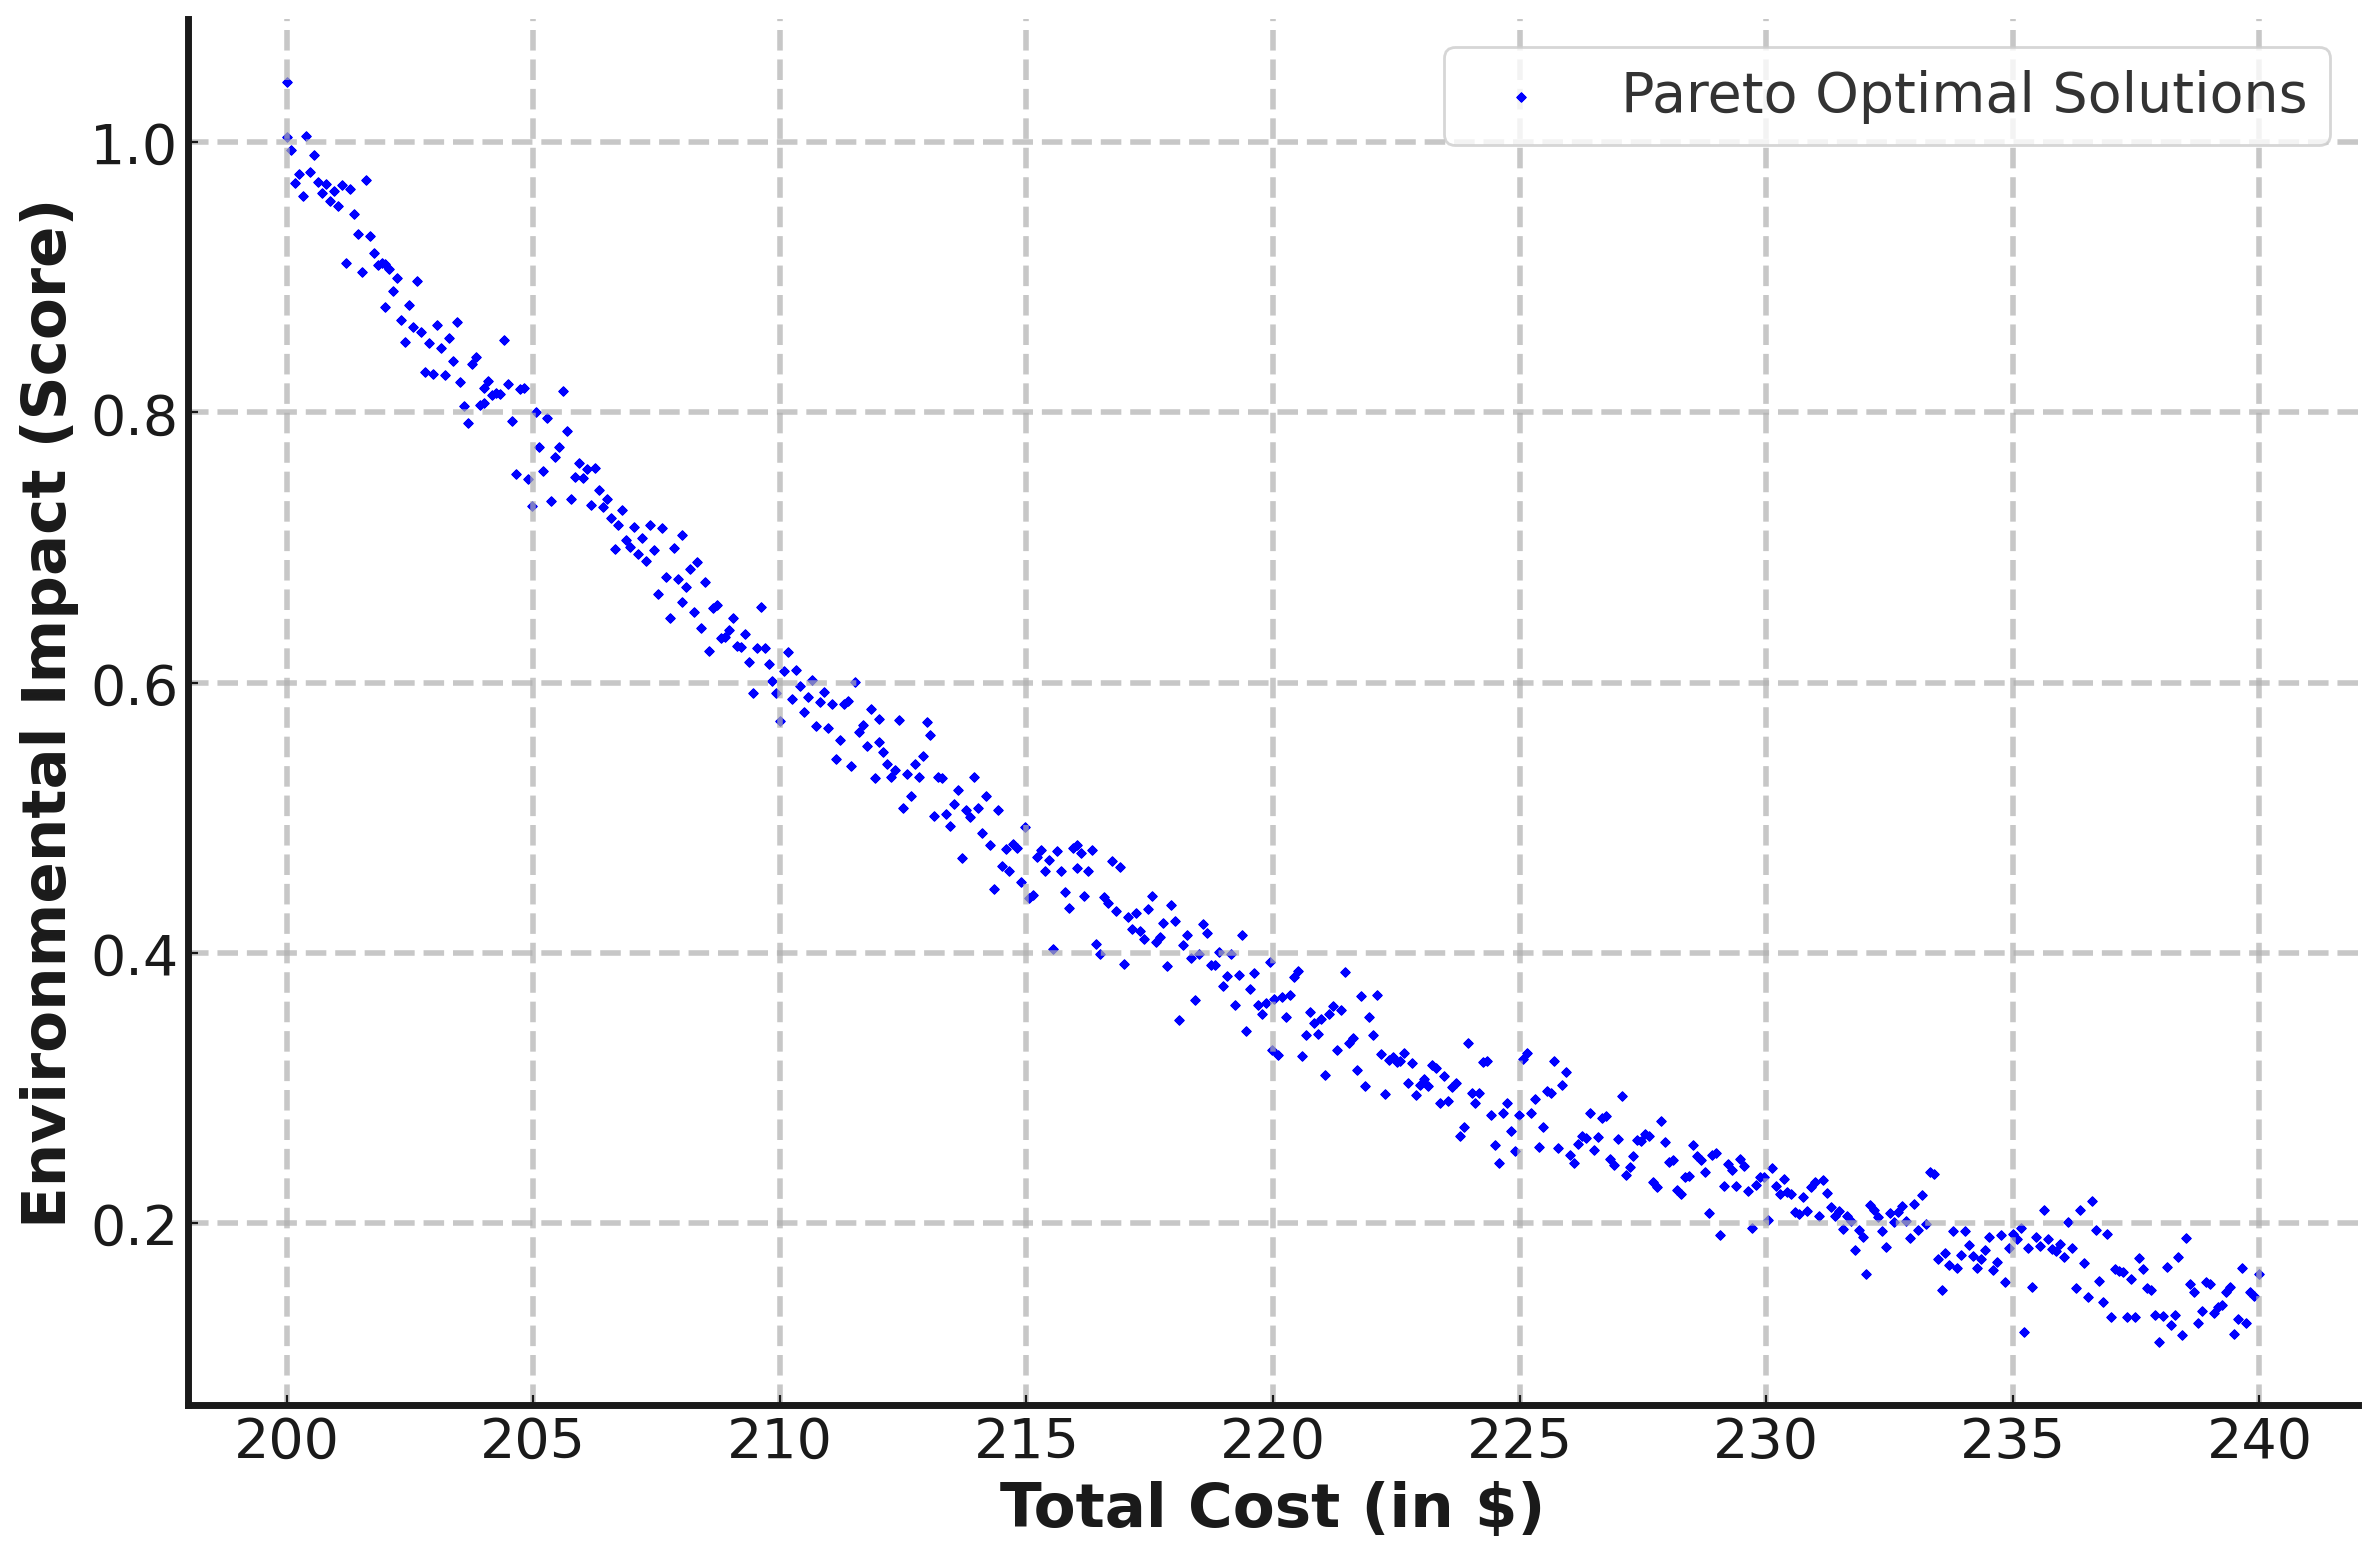 Pareto Optimal Solutions
Environmental Impact (Score)
1.0
0.8
0.6
0.4
0.2
200 205 210 215 220 225 230 235 240
Total Cost (in $)